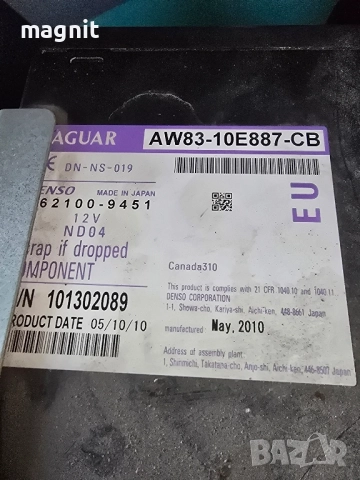 magnit
AGUAR
AW83-10E887-CB
CE DN-NS-019
ENSO MADE IN JAPAN
62100-9451
12V
ND04
rap if dropped
OMPONENT
EU
Canada310
/N 101302089
This product is complies with 21 CFR 1040.10 and 1040.11.
DENSO CORPORATION
1-1, Showa-cho, Kariya-shi, Aichi-ken, 448-8661 Japan
RODUCT DATE 05/10/10
manufactured: May, 2010
Address of assembly plant:
1, Shinmichi, Takatana-cho, Anjo-shi, Aichi-ken, 446-8507 Japan
BAZAR